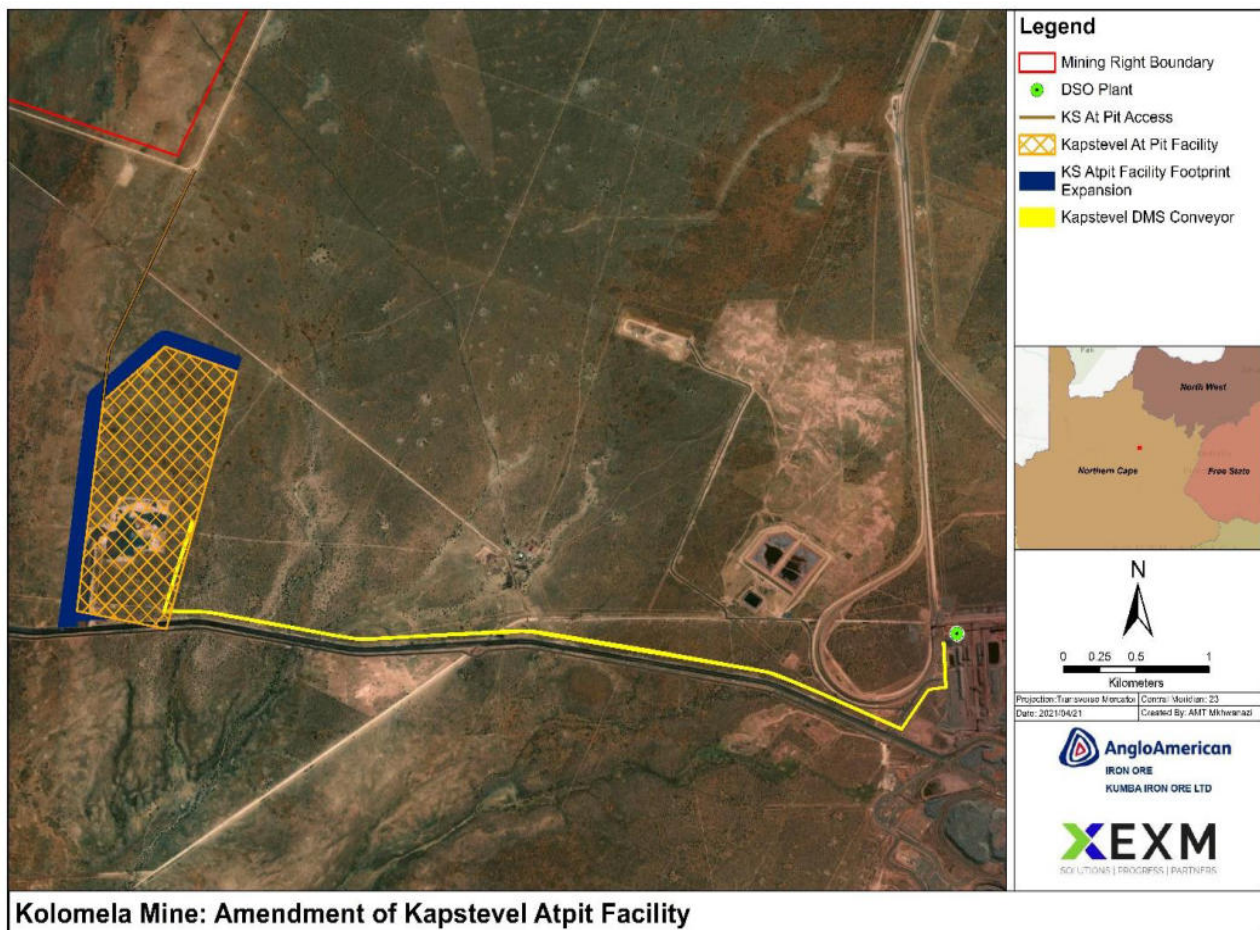 Legend
Mining Right Boundary
DSO Plant
KS At Pit Access
Kapstevel At Pit Facility
KS Atpit Facility Footprint
Expansion
Kapstevel DMS Conveyor
North West
Northern Cape
Free State
N
0 0.25 0.5 1
Kilometers
Projection: Transverse Mercator Central Meridian: 23
Date: 2021/04/21 Created By: AMT Mkhwanazi
AngloAmerican
IRON ORE
KUMBA IRON ORE LTD
XEXM
SOLUTIONS | PROGRESS | PARTNERS
Kolomela Mine: Amendment of Kapstevel Atpit Facility